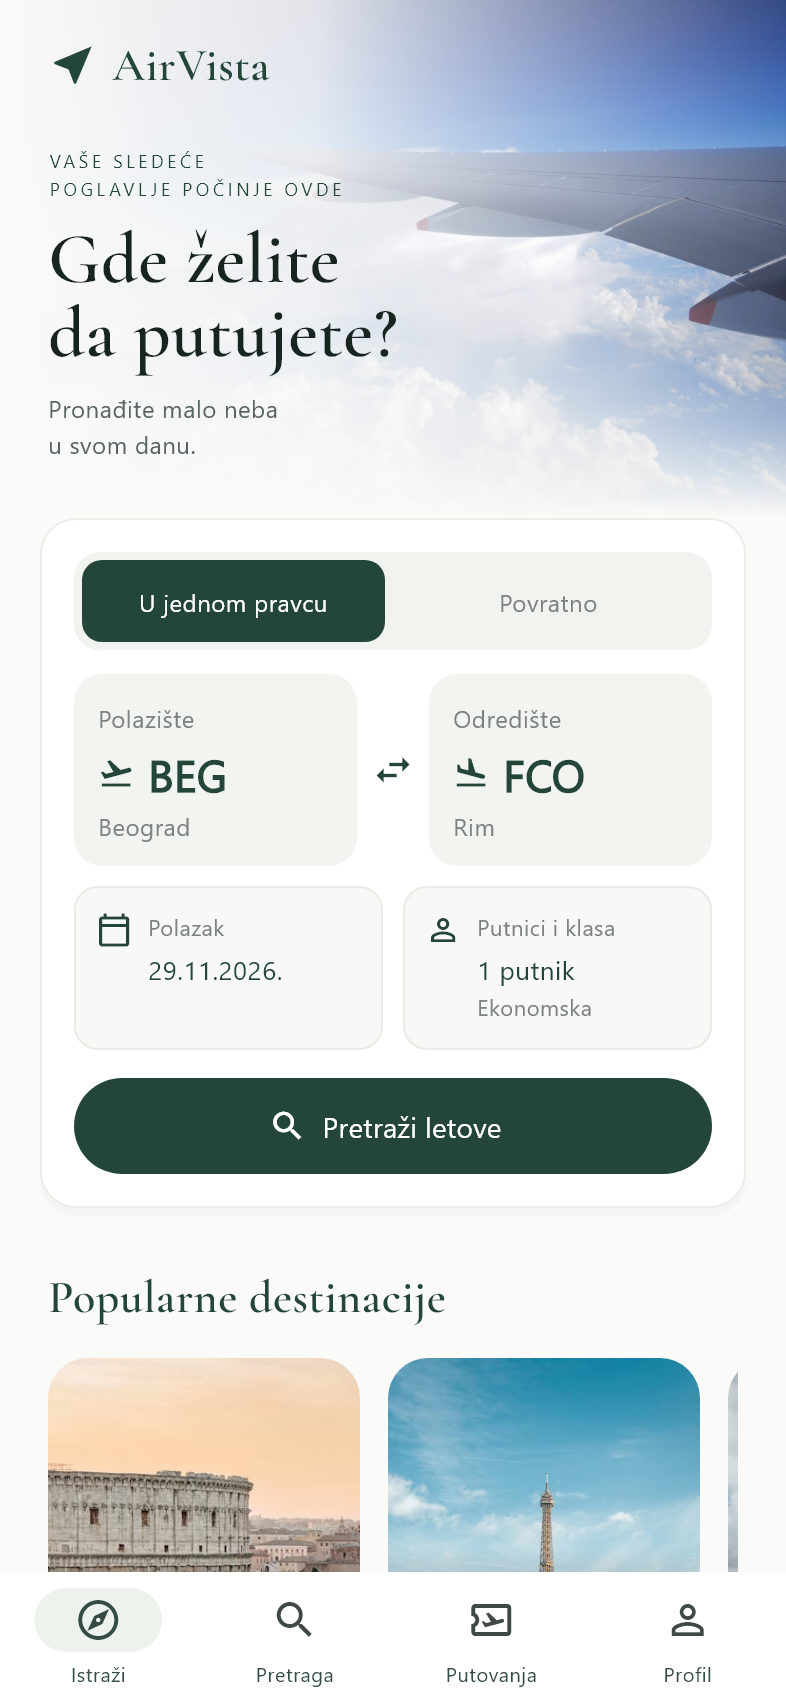 AirVista
VAŠE SLEDEĆE
POGLAVLJE POČINJE OVDE
Gde želite
da putujete?
Pronađite malo neba
u svom danu.
U jednom pravcu
Povratno
Polazište
BEG
Beograd
Odredište
FCO
Rim
Polazak
29.11.2026.
Putnici i klasa
1 putnik
Ekonomska
Pretraži letove
Popularne destinacije
Istraži
Pretraga
Putovanja
Profil